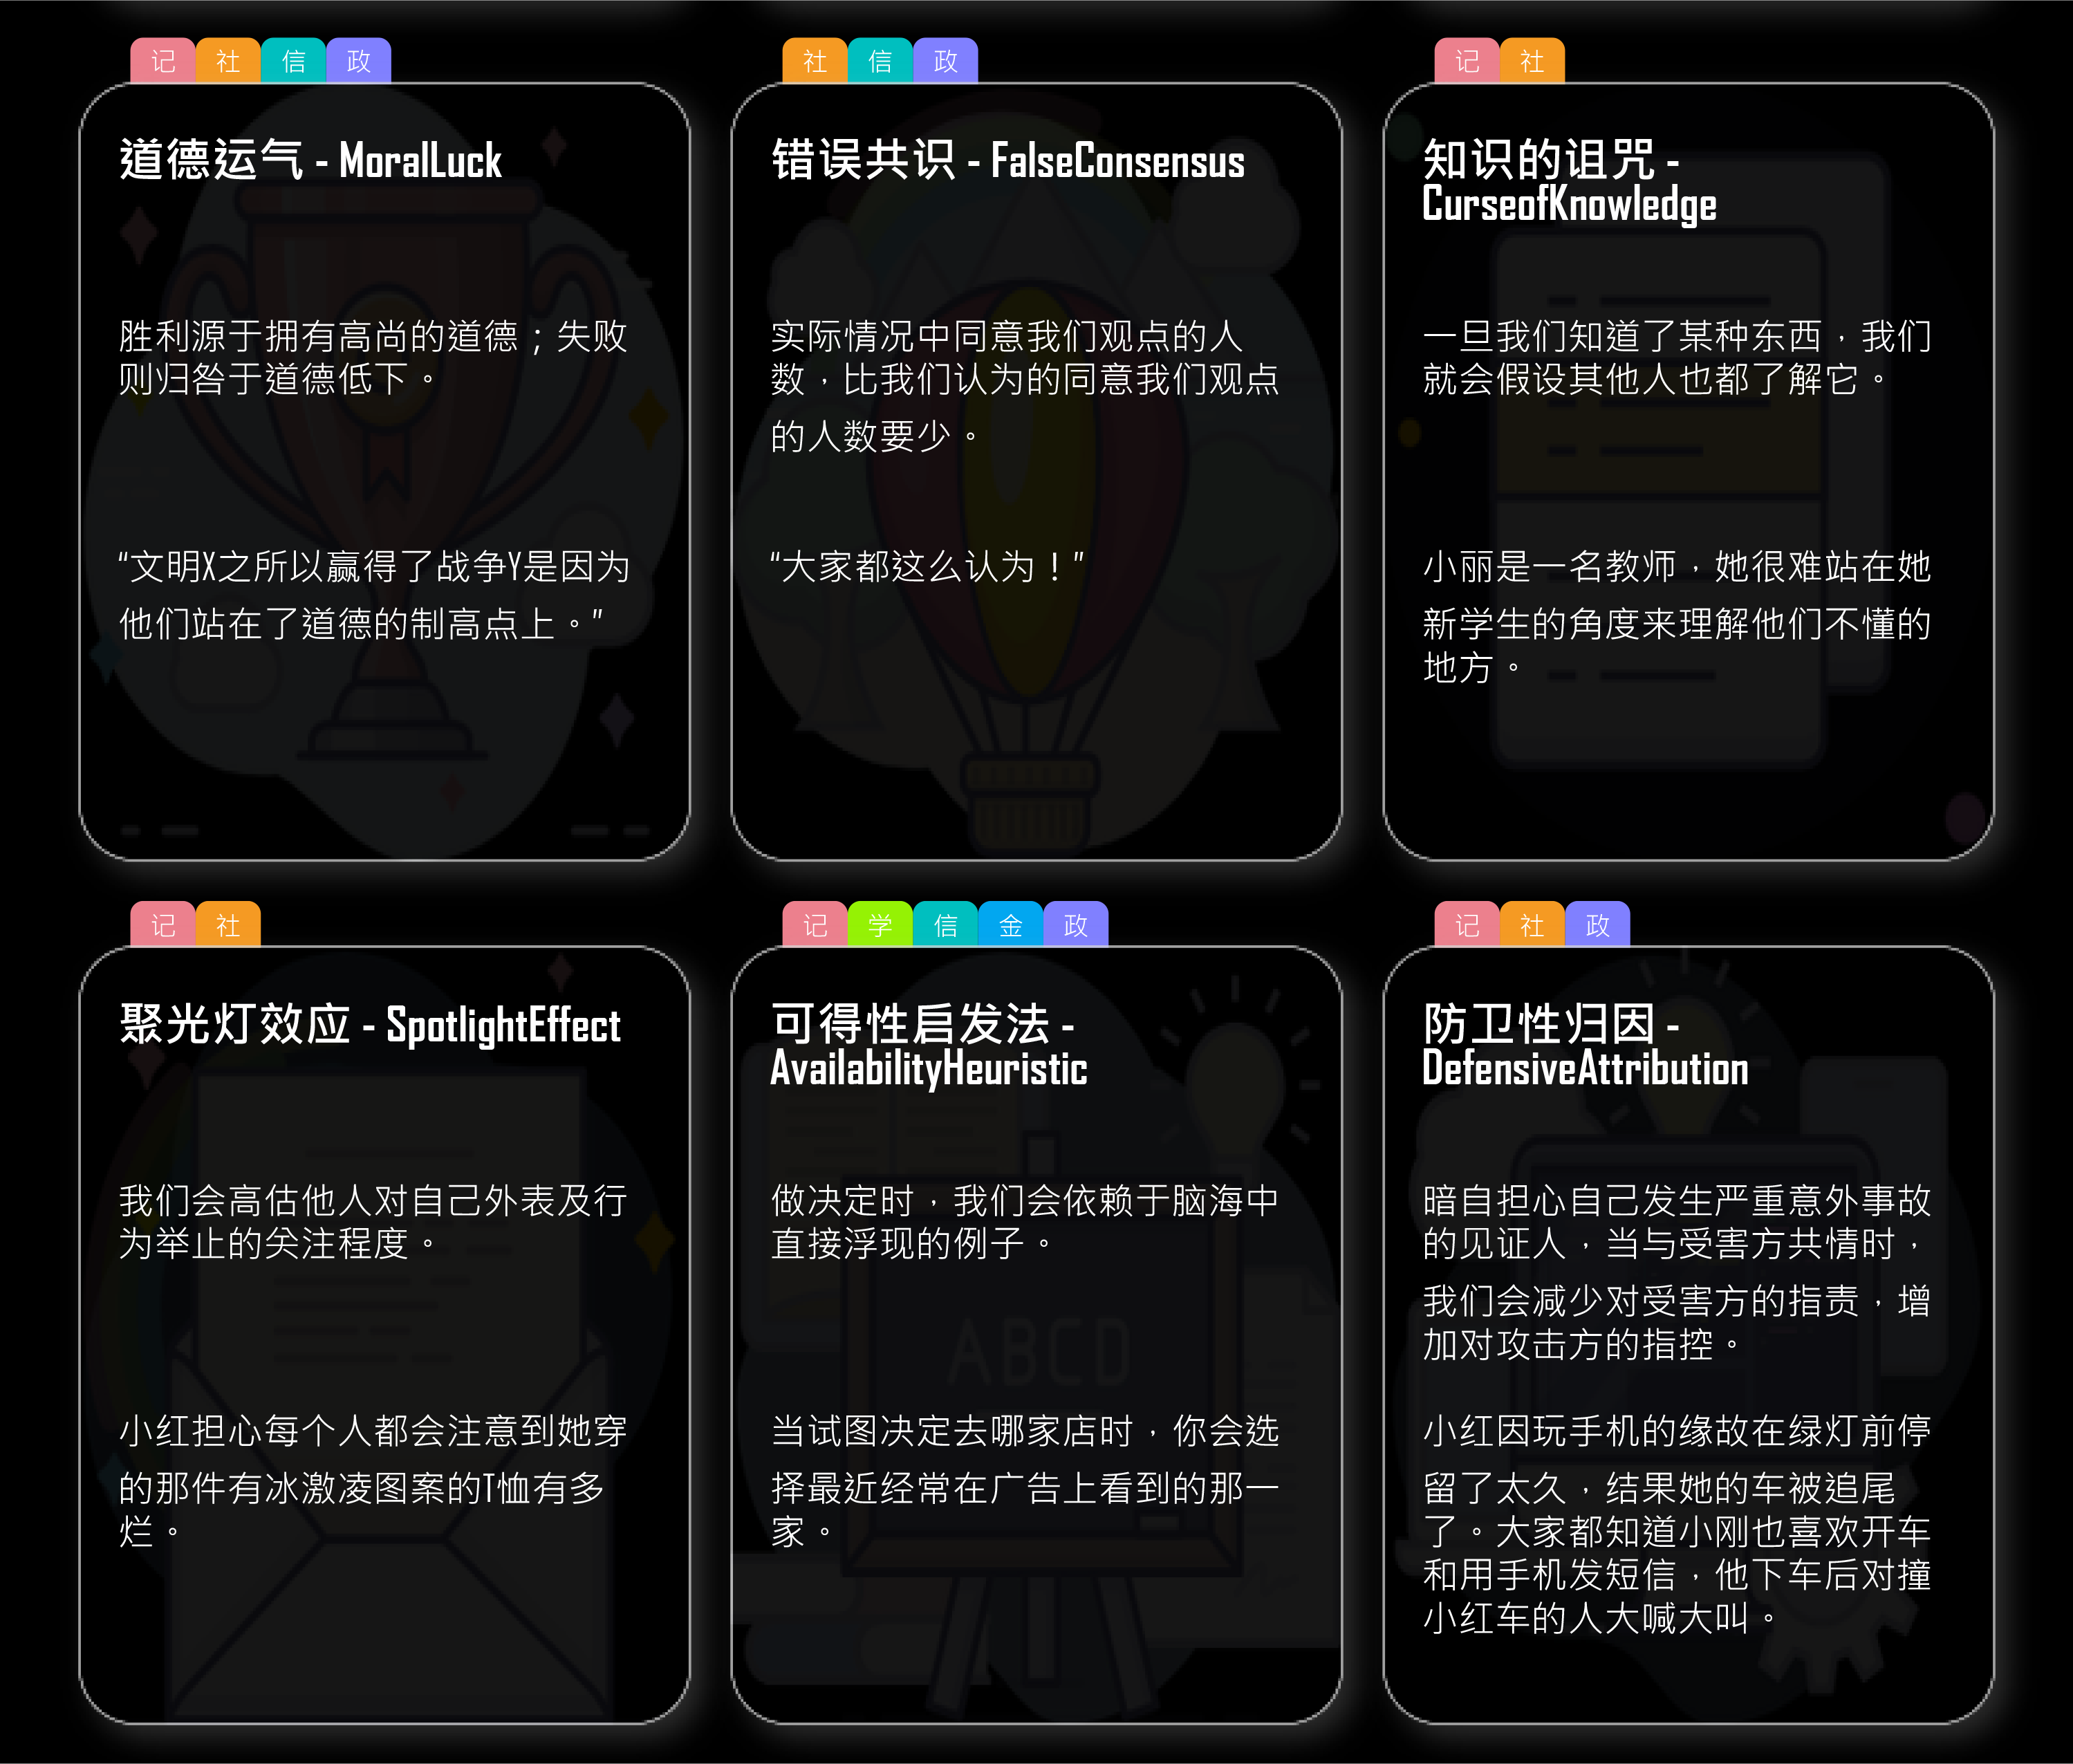 记 社 信 政
道德运气 - MoralLuck
胜利源于拥有高尚的道德；失败
则归咎于道德低下。
“文明X之所以赢得了战争Y是因为
他们站在了道德的制高点上。”
社 信 政
错误共识 - FalseConsensus
实际情况中同意我们观点的人
数，比我们认为的同意我们观点
的人数要少。
“大家都这么认为！”
记 社
知识的诅咒 -
CurseofKnowledge
一旦我们知道了某种东西，我们
就会假设其他人也都了解它。
小丽是一名教师，她很难站在她
新学生的角度来理解他们不懂的
地方。
记 社
聚光灯效应 - SpotlightEffect
我们会高估他人对自己外表及行
为举止的关注程度。
小红担心每个人都会注意到她穿
的那件有冰激凌图案的T恤有多
烂。
记 学 信 金 政
可得性启发法 -
AvailabilityHeuristic
做决定时，我们会依赖于脑海中
直接浮现的例子。
ABCD
当试图决定去哪家店时，你会选
择最近经常在广告上看到的那一
家。
记 社 政
防卫性归因 -
DefensiveAttribution
暗自担心自己发生严重意外事故
的见证人，当与受害方共情时，
我们会减少对受害方的指责，增
加对攻击方的指控。
小红因玩手机的缘故在绿灯前停
留了太久，结果她的车被追尾
了。大家都知道小刚也喜欢开车
和用手机发短信，他下车后对撞
小红车的人大喊大叫。